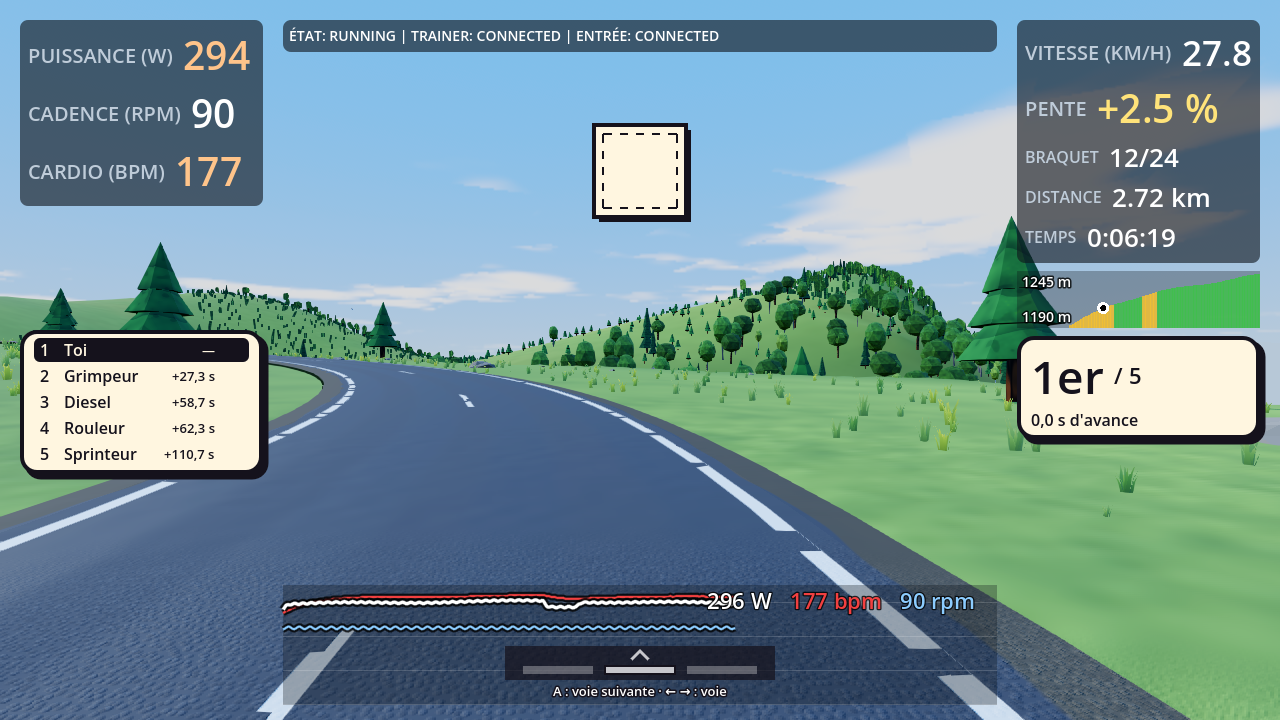 PUISSANCE (W) 294
CADENCE (RPM) 90
CARDIO (BPM) 177
ÉTAT: RUNNING | TRAINER: CONNECTED | ENTRÉE: CONNECTED
VITESSE (KM/H) 27.8
PENTE +2.5 %
BRAQUET 12/24
DISTANCE 2.72 km
TEMPS 0:06:19
1245 m
1190 m
1 Toi —
2 Grimpeur +27,3 s
3 Diesel +58,7 s
4 Rouleur +62,3 s
5 Sprinteur +110,7 s
1er / 5
0,0 s d'avance
296 W 177 bpm 90 rpm
A : voie suivante · ← → : voie